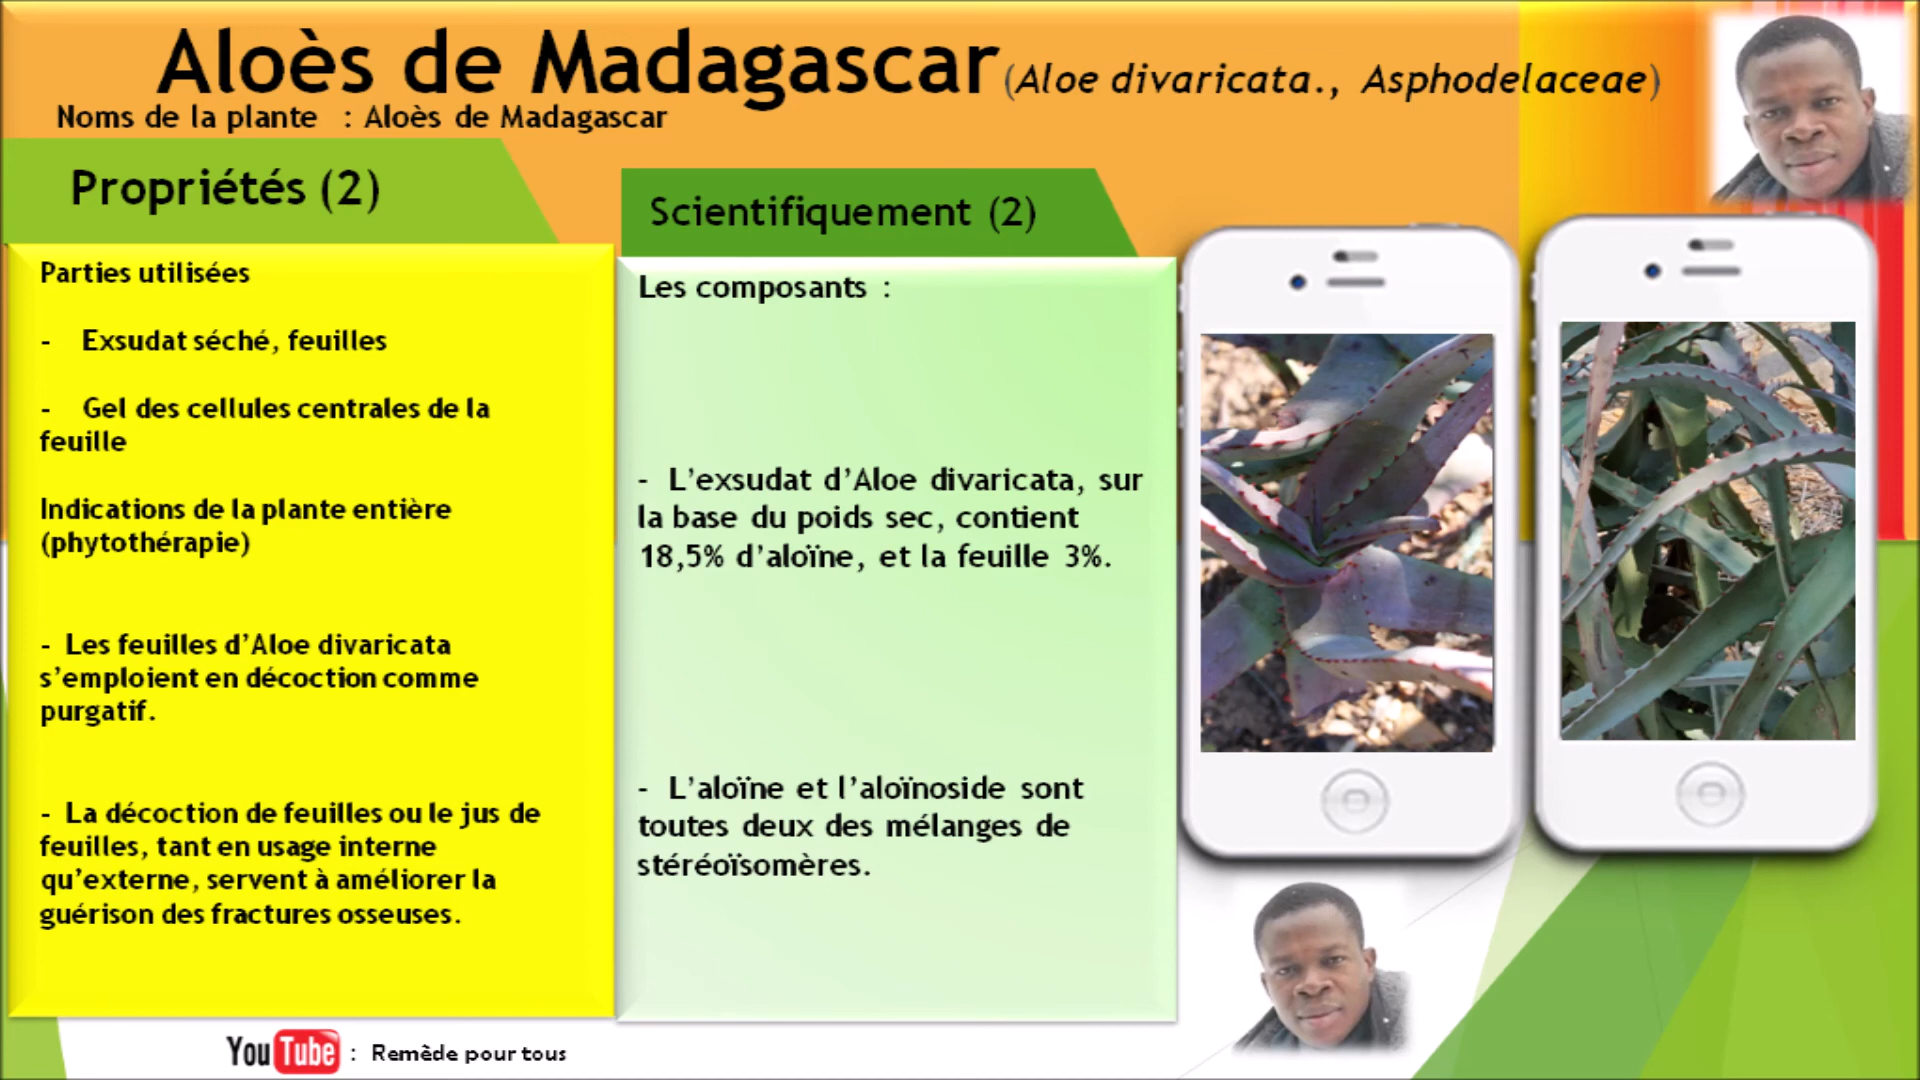 Aloès de Madagascar (Aloe divaricata., Asphodelaceae)
Noms de la plante : Aloès de Madagascar
Propriétés (2)
Parties utilisées
- Exsudat séché, feuilles
- Gel des cellules centrales de la
feuille
Indications de la plante entière
(phytothérapie)
- Les feuilles d’Aloe divaricata
s’emploient en décoction comme
purgatif.
- La décoction de feuilles ou le jus de
feuilles, tant en usage interne
qu’externe, servent à améliorer la
guérison des fractures osseuses.
Scientifiquement (2)
Les composants :
- L’exsudat d’Aloe divaricata, sur
la base du poids sec, contient
18,5% d’aloïne, et la feuille 3%.
- L’aloïne et l’aloïnoside sont
toutes deux des mélanges de
stéréoïsomères.
YouTube : Remède pour tous